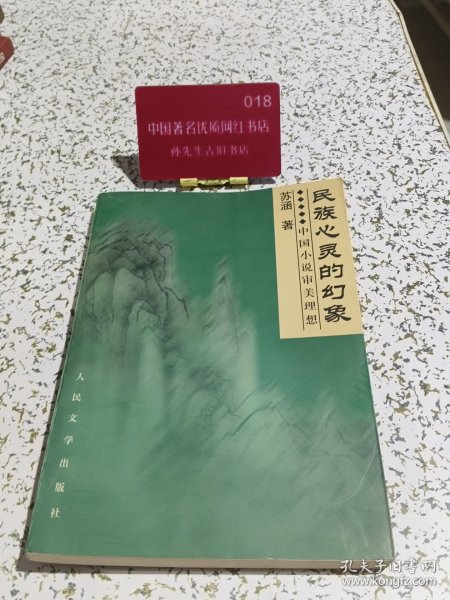 018
中国著名优质网红书店
孙先生古旧书店
民族心灵的幻象
中国小说审美理想
苏涵 著
人民文学出版社
孔夫子旧书网
www.kongfz.com